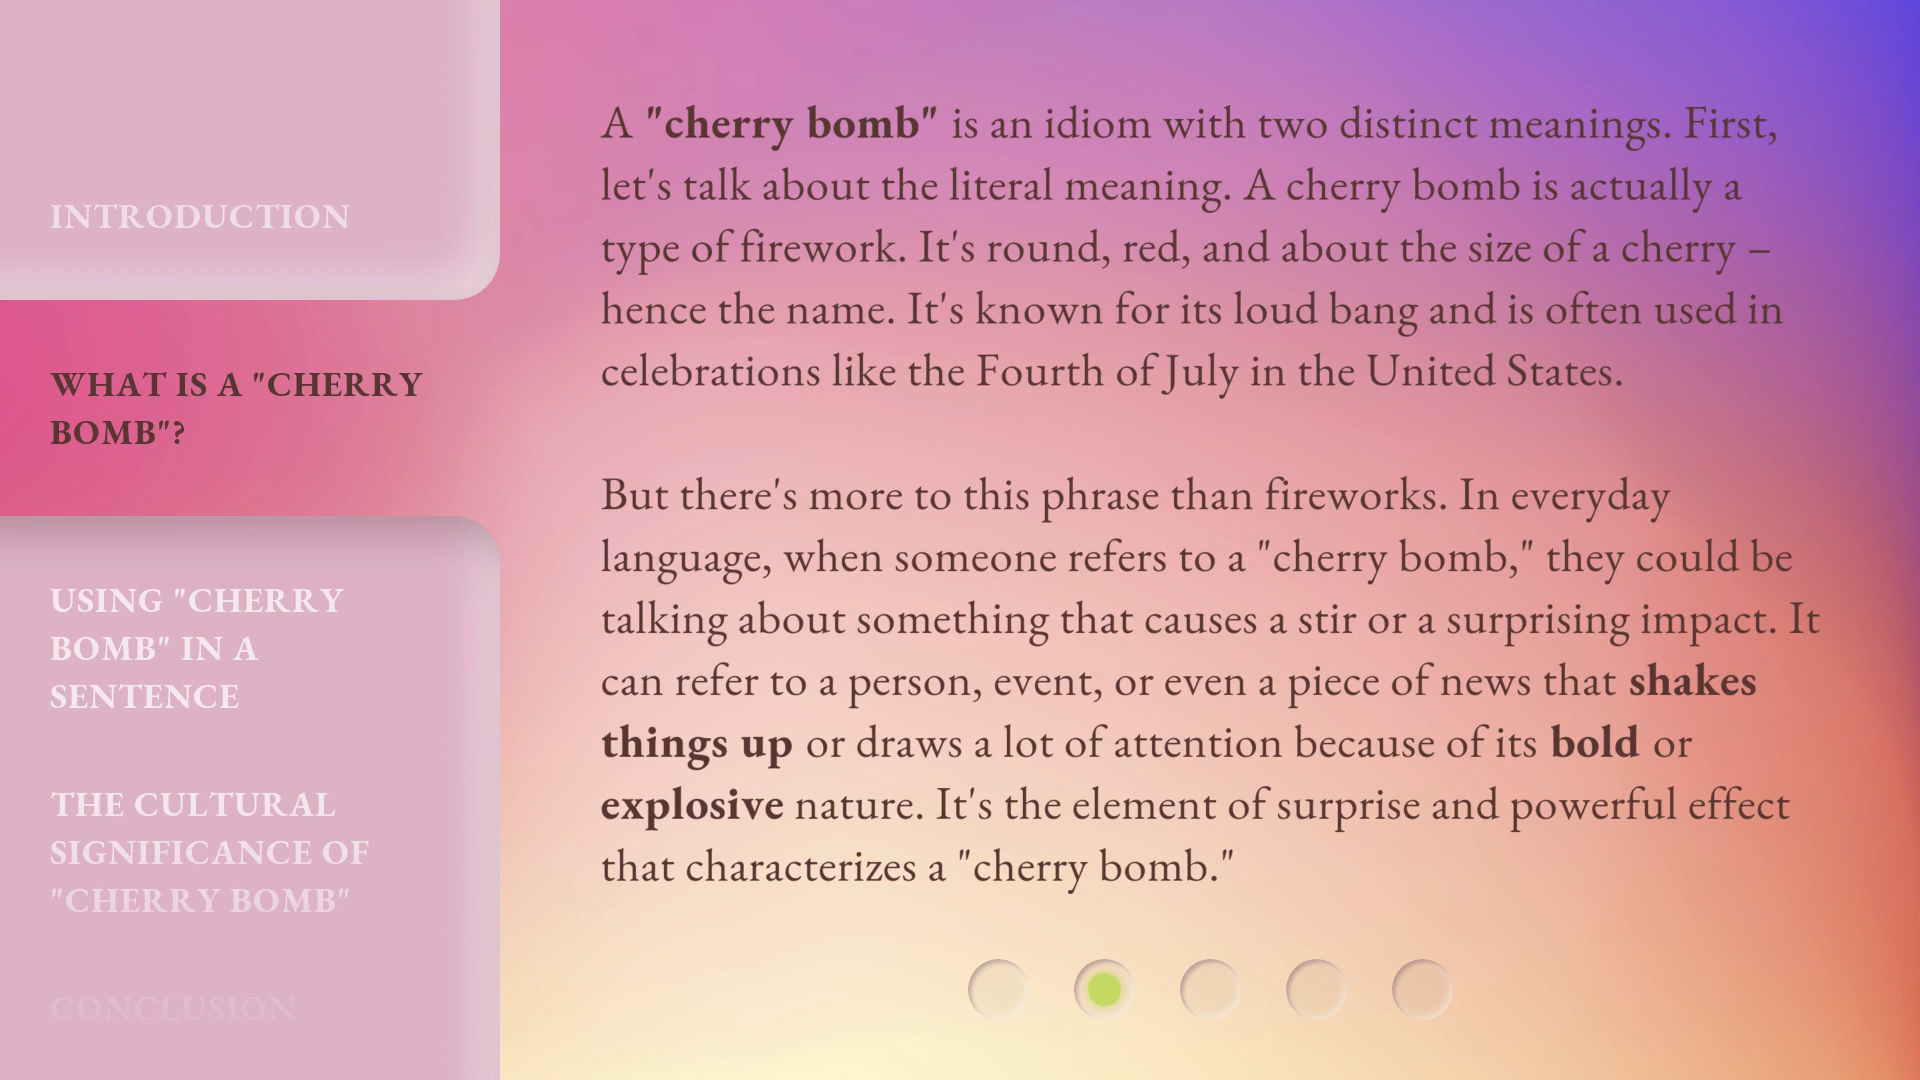 INTRODUCTION
WHAT IS A "CHERRY
BOMB"?
USING "CHERRY
BOMB" IN A
SENTENCE
THE CULTURAL
SIGNIFICANCE OF
"CHERRY BOMB"
CONCLUSION
A "cherry bomb" is an idiom with two distinct meanings. First,
let's talk about the literal meaning. A cherry bomb is actually a
type of firework. It's round, red, and about the size of a cherry –
hence the name. It's known for its loud bang and is often used in
celebrations like the Fourth of July in the United States.
But there's more to this phrase than fireworks. In everyday
language, when someone refers to a "cherry bomb," they could be
talking about something that causes a stir or a surprising impact. It
can refer to a person, event, or even a piece of news that shakes
things up or draws a lot of attention because of its bold or
explosive nature. It's the element of surprise and powerful effect
that characterizes a "cherry bomb."